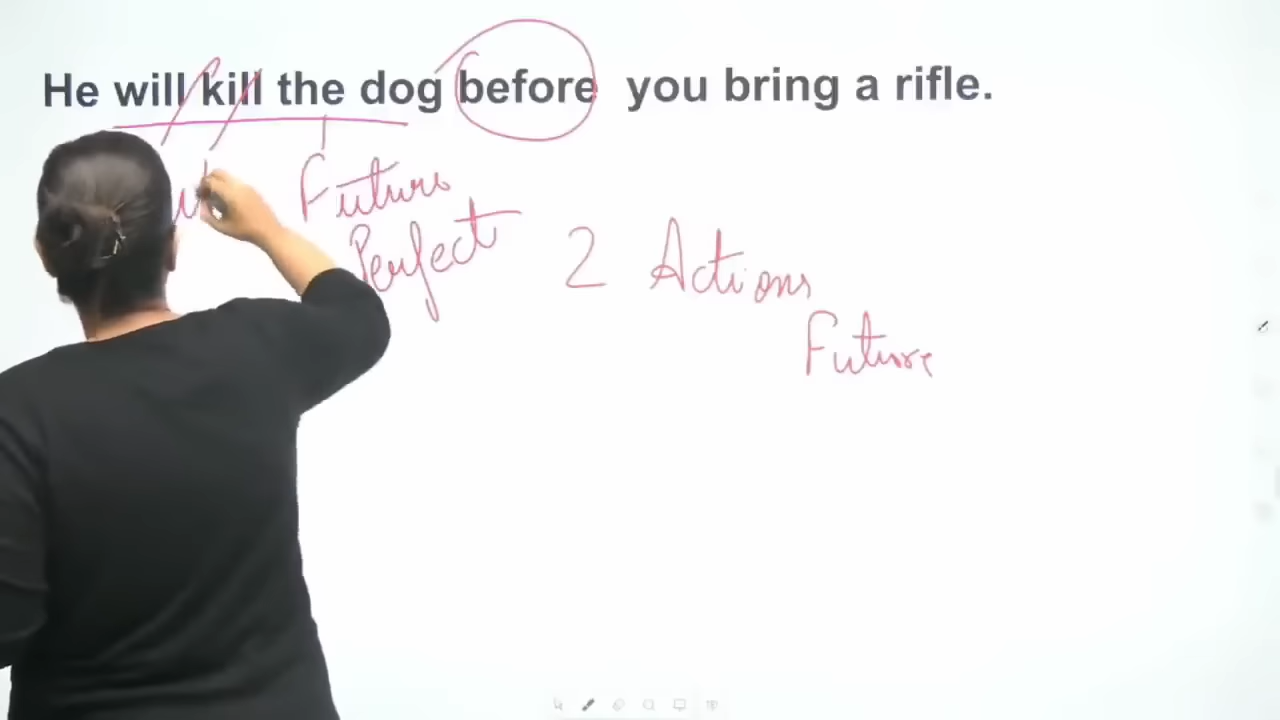 He will kill the dog before you bring a rifle.
Future
Perfect
2 Actions
Future